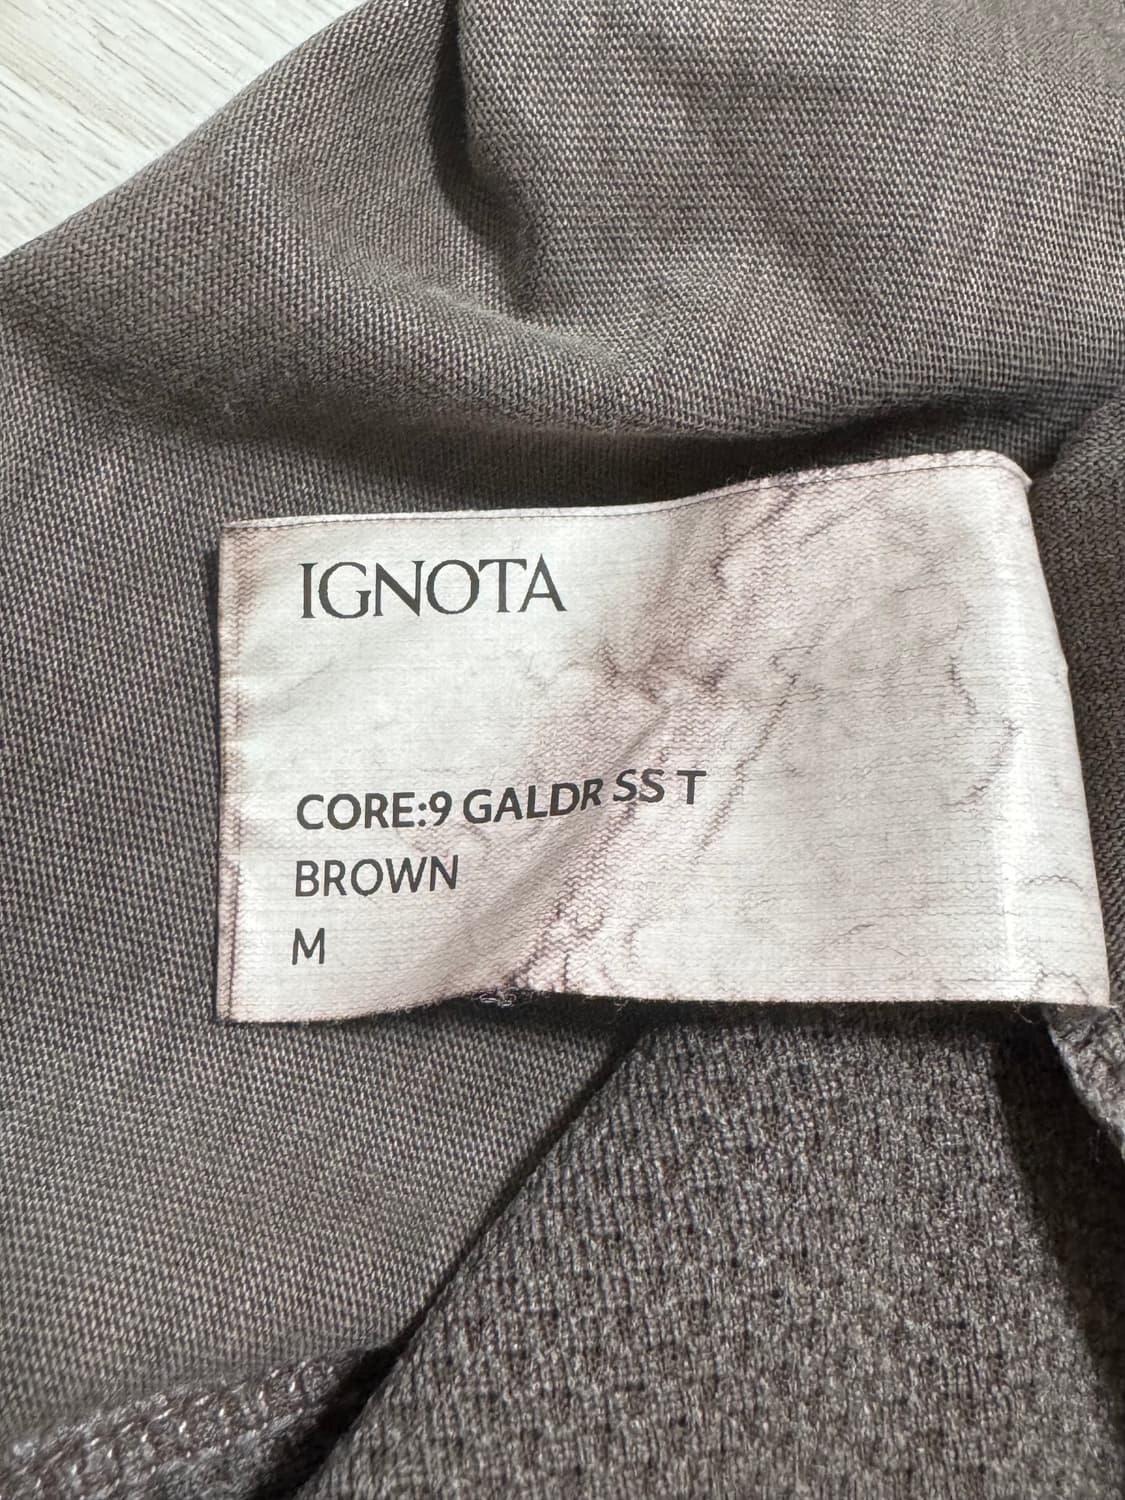 IGNOTA
CORE:9 GALDR SS T
BROWN
M